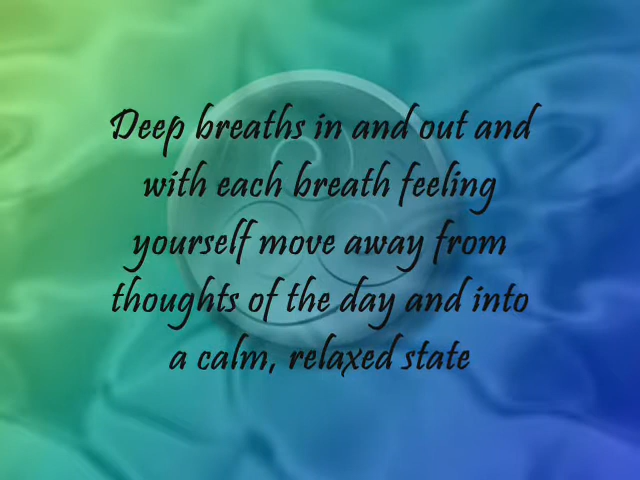 Deep breaths in and out and
with each breath feeling
yourself move away from
thoughts of the day and into
a calm, relaxed state